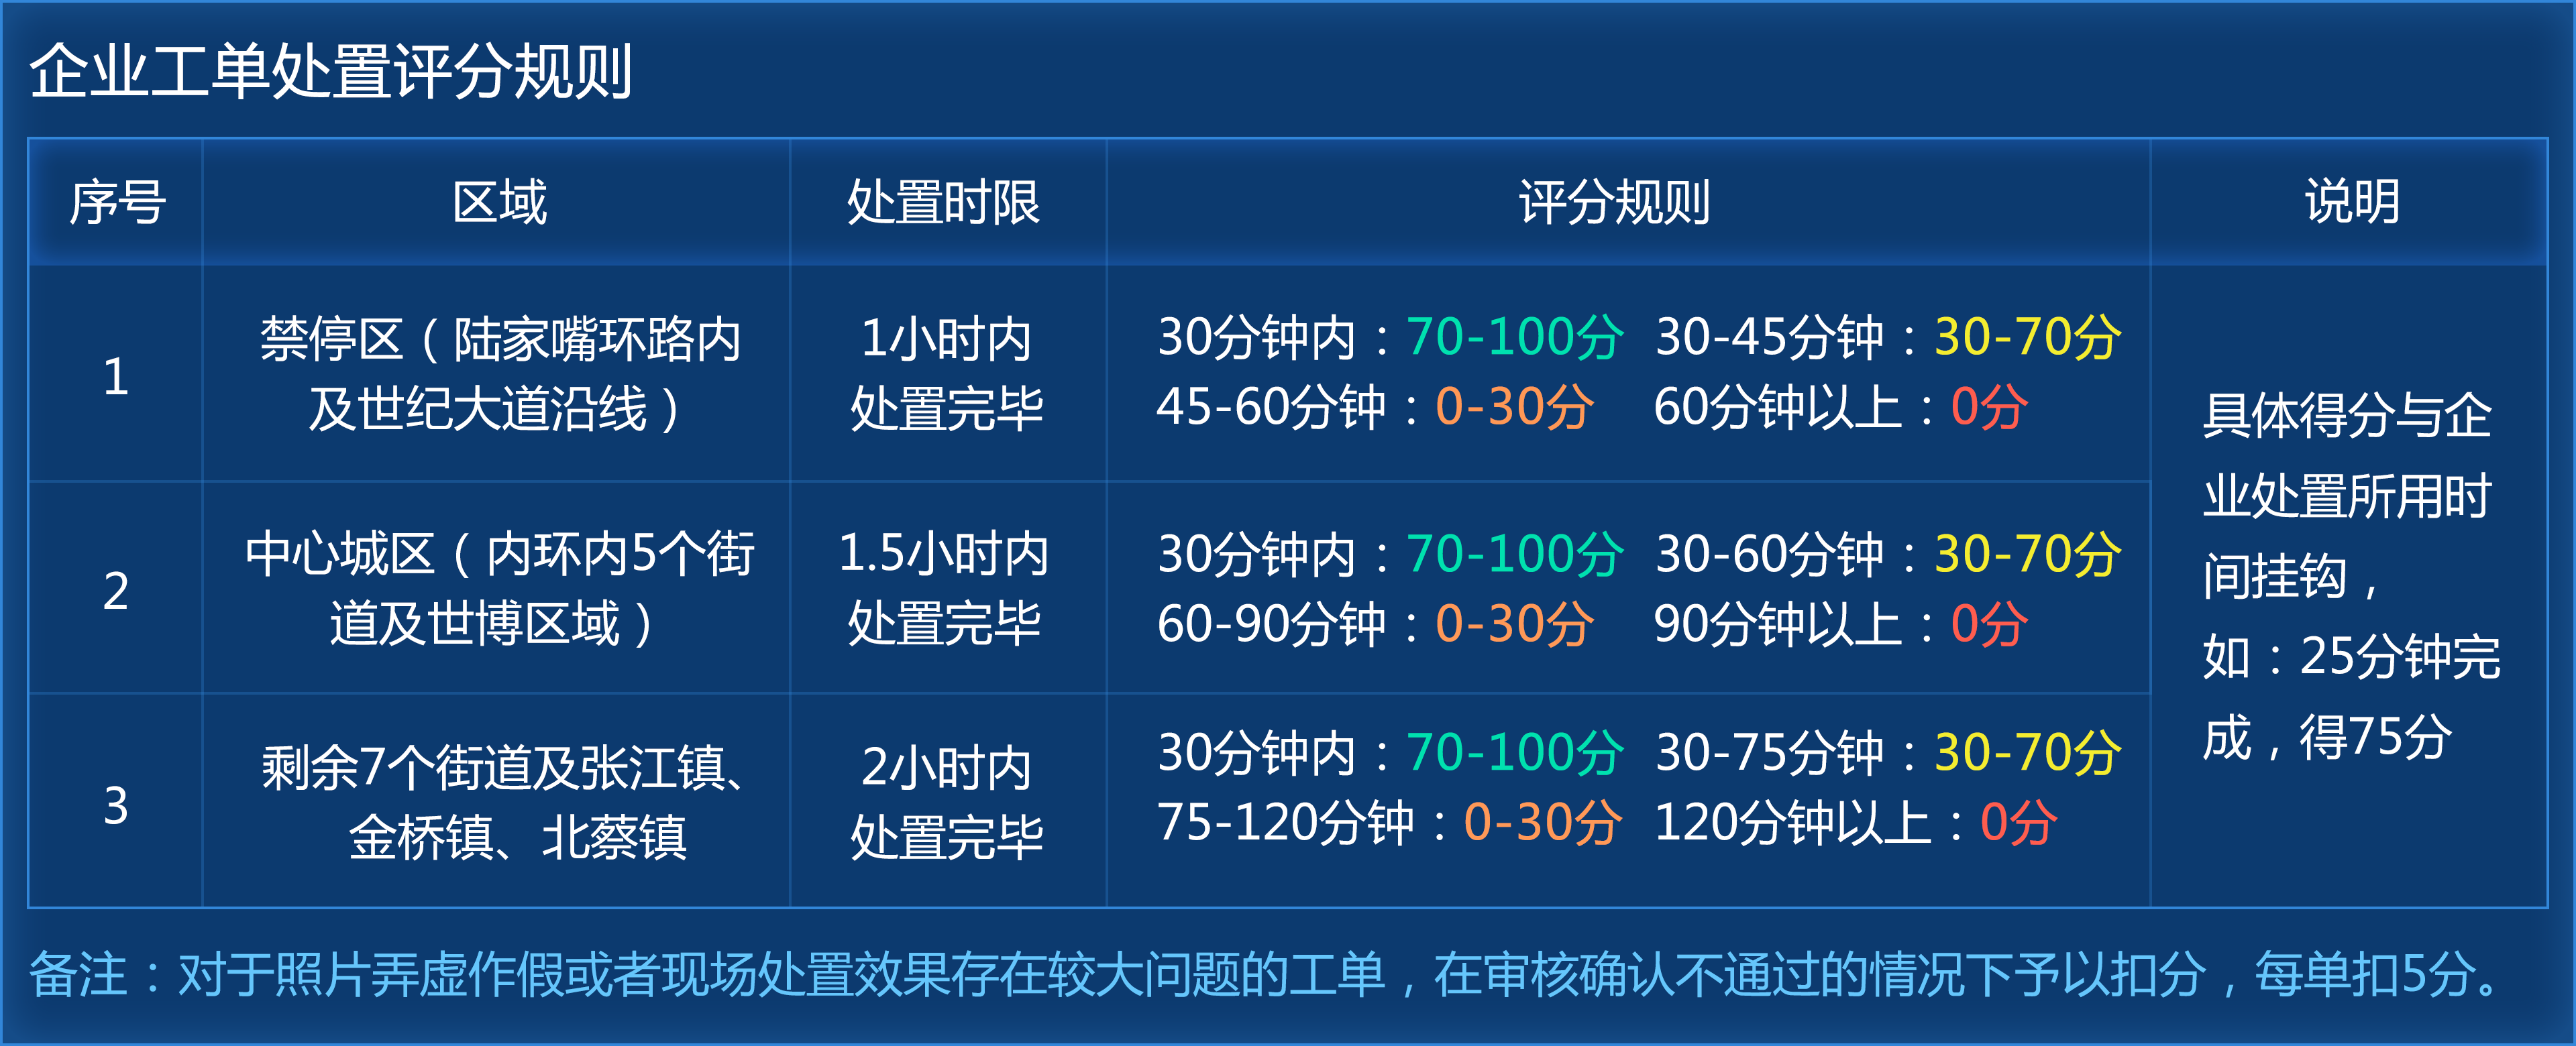 企业工单处置评分规则
序号 区域 处置时限 评分规则 说明
1
禁停区（陆家嘴环路内
及世纪大道沿线）
1小时内
处置完毕
30分钟内：70-100分 30-45分钟：30-70分
45-60分钟：0-30分 60分钟以上：0分
2
中心城区（内环内5个街
道及世博区域）
1.5小时内
处置完毕
30分钟内：70-100分 30-60分钟：30-70分
60-90分钟：0-30分 90分钟以上：0分
3
剩余7个街道及张江镇、
金桥镇、北蔡镇
2小时内
处置完毕
30分钟内：70-100分 30-75分钟：30-70分
75-120分钟：0-30分 120分钟以上：0分
具体得分与企
业处置所用时
间挂钩，
如：25分钟完
成，得75分
备注：对于照片弄虚作假或者现场处置效果存在较大问题的工单，在审核确认不通过的情况下予以扣分，每单扣5分。